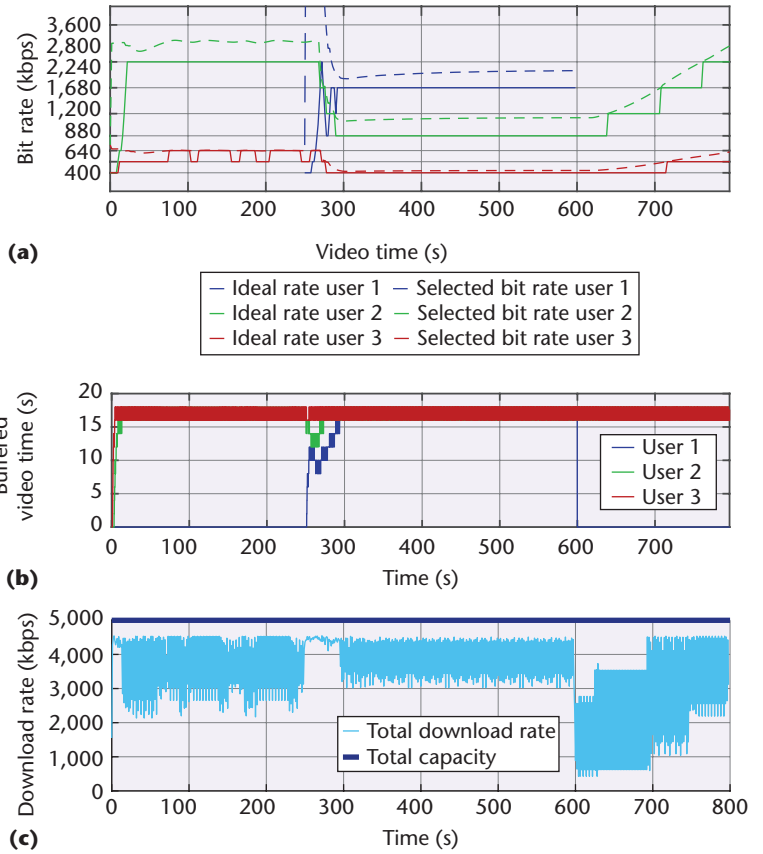 Bit rate (kbps)
3,600
2,800
2,240
1,680
1,200
880
640
400
0 100 200 300 400 500 600 700
(a)
Video time (s)
Ideal rate user 1 Selected bit rate user 1
Ideal rate user 2 Selected bit rate user 2
Ideal rate user 3 Selected bit rate user 3
video time (s)
20
15
10
5
0
User 1
User 2
User 3
0 100 200 300 400 500 600 700
(b)
Time (s)
Download rate (kbps)
5,000
4,000
3,000
2,000
1,000
0
Total download rate
Total capacity
0 100 200 300 400 500 600 700 800
(c)
Time (s)